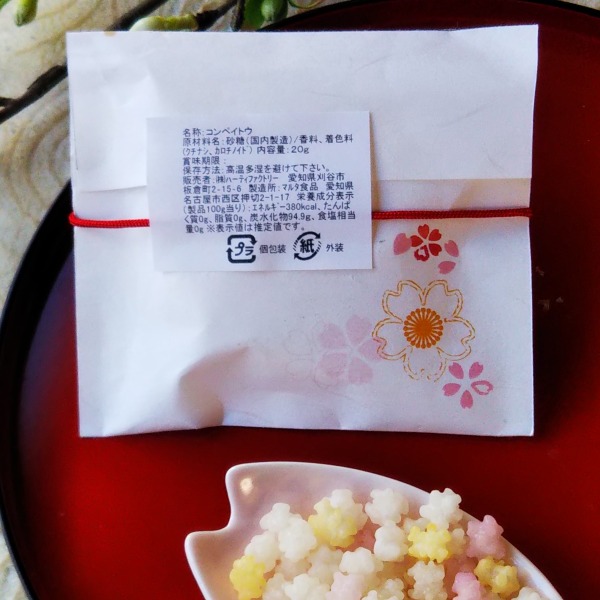 名称:コンペイトウ
原材料名:砂糖(国内製造)/香料、着色料
(クチナシ、カロチノイド) 内容量:20g
賞味期限:
保存方法:高温多湿を避けて下さい。
販売者:㈱ハーティファクトリー 愛知県刈谷市
板倉町2-15-6 製造所:マルタ食品 愛知県
名古屋市西区押切2-1-17 栄養成分表示
(製品100g当り):エネルギー380kcal、たんぱ
く質0g、脂質0g、炭水化物94.9g、食塩相当
量0g ※表示値は推定値です。
プラ 個包装 紙 外装